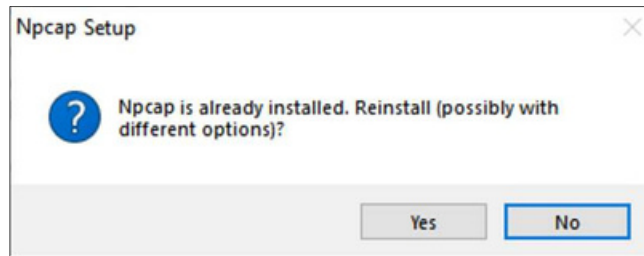 Npcap Setup
Npcap is already installed. Reinstall (possibly with
different options)?
Yes
No